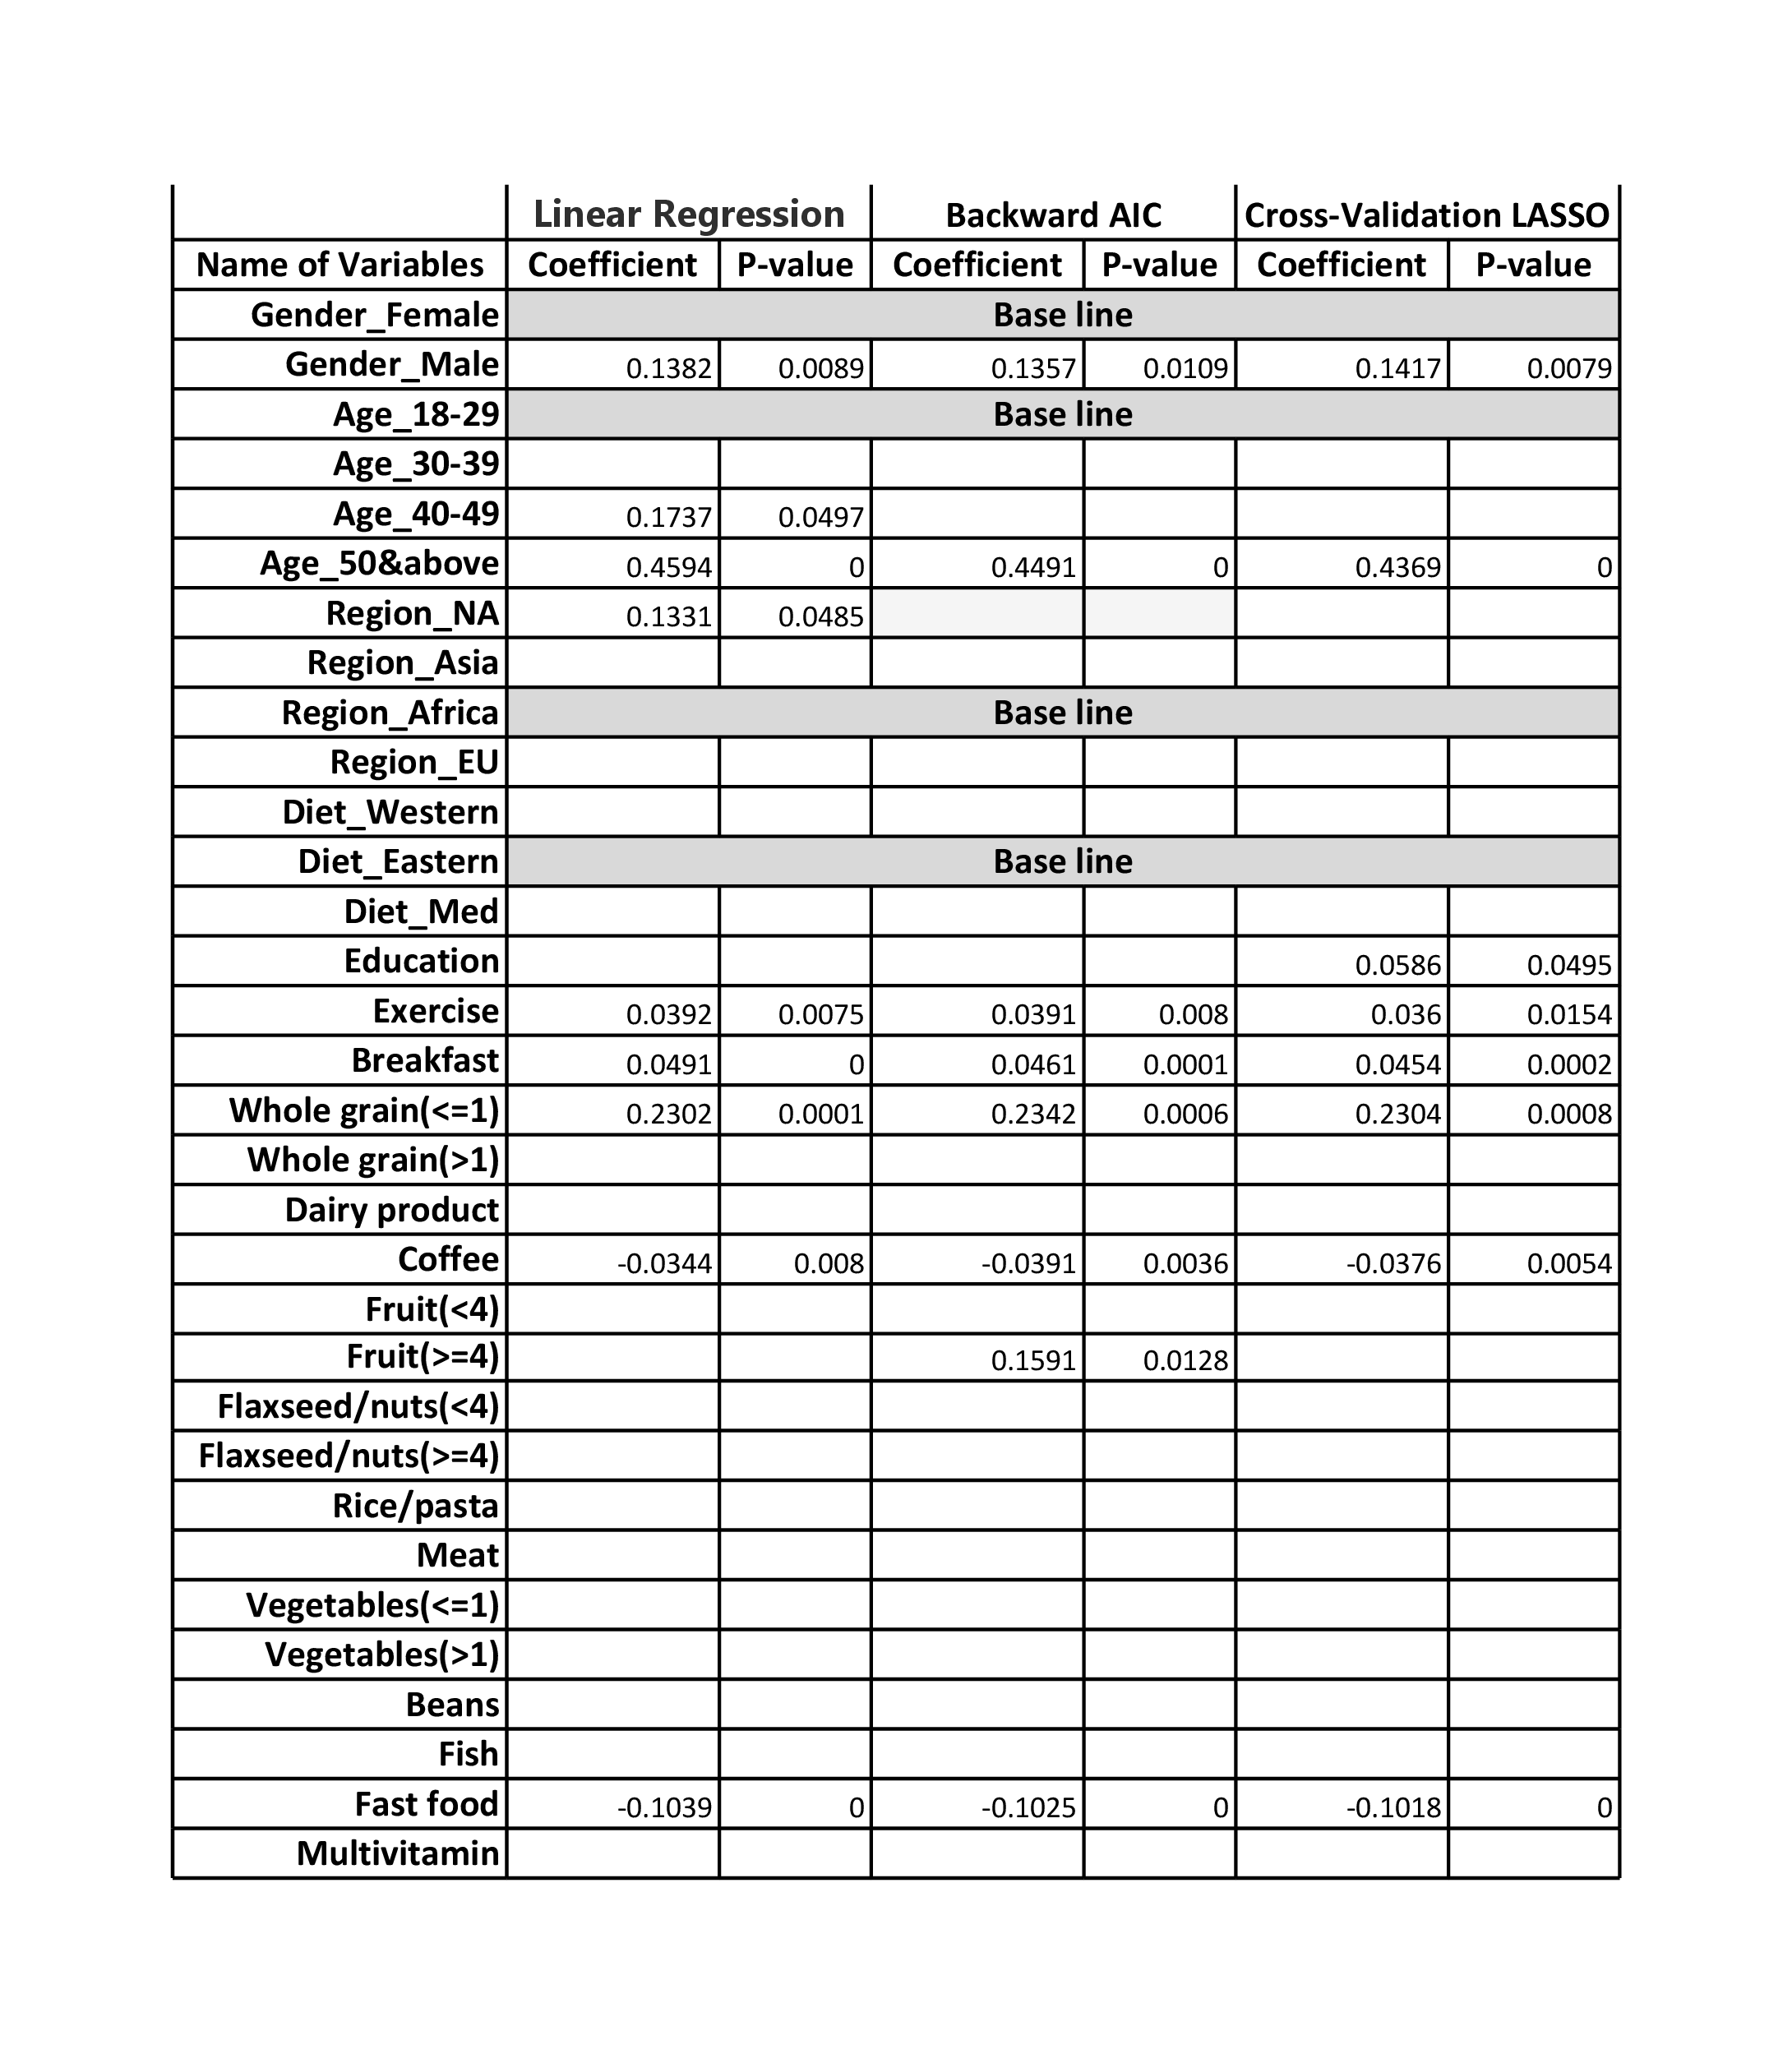 Linear Regression Backward AIC Cross-Validation LASSO
Name of Variables Coefficient P-value Coefficient P-value Coefficient P-value
Gender_Female Base line
Gender_Male 0.1382 0.0089 0.1357 0.0109 0.1417 0.0079
Age_18-29 Base line
Age_30-39
Age_40-49 0.1737 0.0497
Age_50&above 0.4594 0 0.4491 0 0.4369 0
Region_NA 0.1331 0.0485
Region_Asia
Region_Africa Base line
Region_EU
Diet_Western
Diet_Eastern Base line
Diet_Med
Education 0.0586 0.0495
Exercise 0.0392 0.0075 0.0391 0.008 0.036 0.0154
Breakfast 0.0491 0 0.0461 0.0001 0.0454 0.0002
Whole grain(<=1) 0.2302 0.0001 0.2342 0.0006 0.2304 0.0008
Whole grain(>1)
Dairy product
Coffee -0.0344 0.008 -0.0391 0.0036 -0.0376 0.0054
Fruit(<4)
Fruit(>=4) 0.1591 0.0128
Flaxseed/nuts(<4)
Flaxseed/nuts(>=4)
Rice/pasta
Meat
Vegetables(<=1)
Vegetables(>1)
Beans
Fish
Fast food -0.1039 0 -0.1025 0 -0.1018 0
Multivitamin